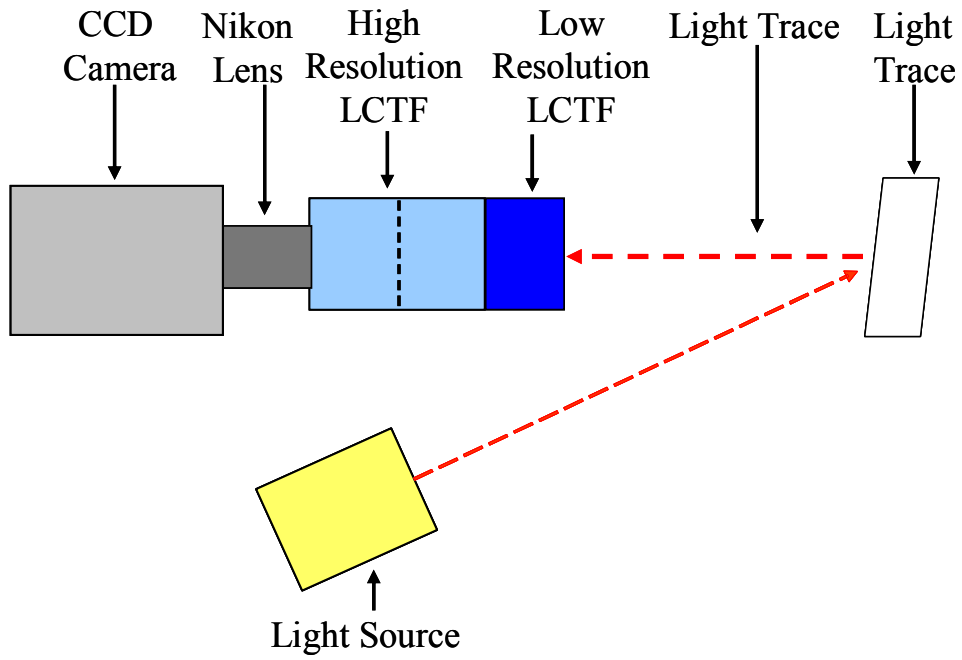 CCD
Camera
Nikon
Lens
High
Resolution
LCTF
Low
Resolution
LCTF
Light Trace
Light
Trace
Light Source